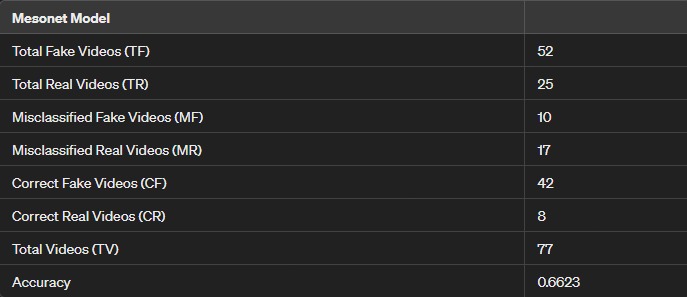 Mesonet Model
Total Fake Videos (TF) 52
Total Real Videos (TR) 25
Misclassified Fake Videos (MF) 10
Misclassified Real Videos (MR) 17
Correct Fake Videos (CF) 42
Correct Real Videos (CR) 8
Total Videos (TV) 77
Accuracy 0.6623